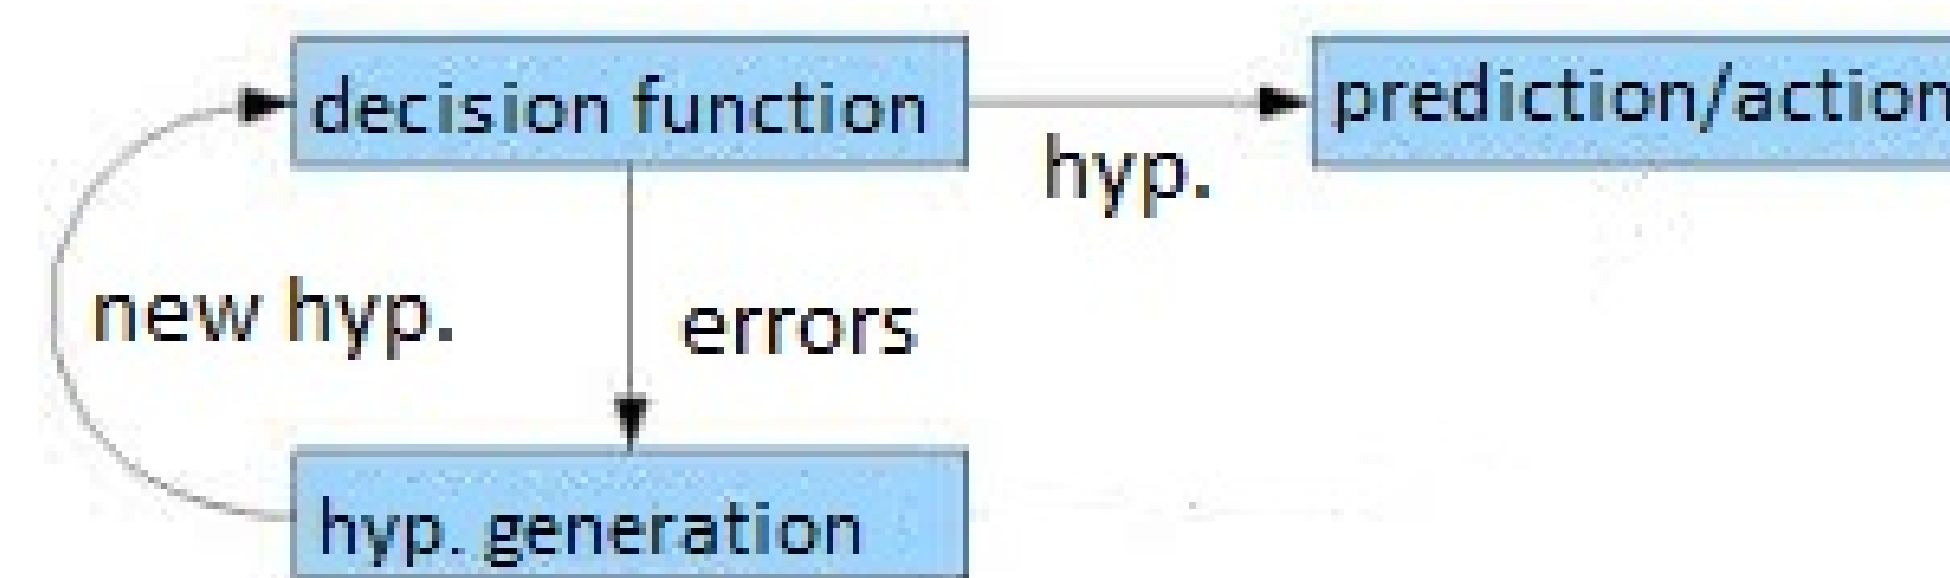 decision function
prediction/action
hyp.
new hyp.
errors
hyp. generation